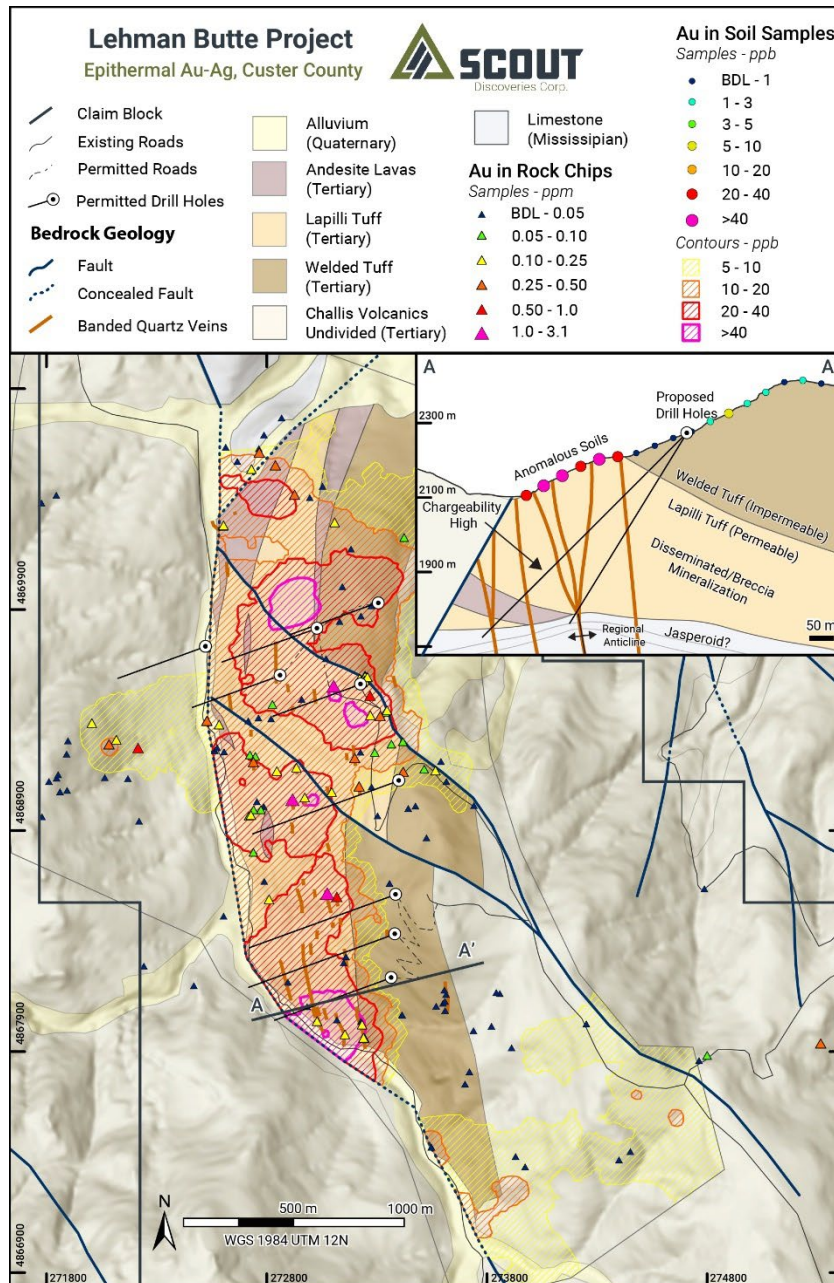 Lehman Butte Project
Epithermal Au-Ag, Custer County
SCOUT
Discoveries Corp.
Claim Block
Existing Roads
Permitted Roads
Permitted Drill Holes
Bedrock Geology
Fault
Concealed Fault
Banded Quartz Veins
Alluvium
(Quaternary)
Andesite Lavas
(Tertiary)
Lapilli Tuff
(Tertiary)
Welded Tuff
(Tertiary)
Challis Volcanics
Undivided (Tertiary)
Limestone
(Mississipian)
Au in Rock Chips
Samples - ppm
BDL - 0.05
0.05 - 0.10
0.10 - 0.25
0.25 - 0.50
0.50 - 1.0
1.0 - 3.1
Au in Soil Samples
Samples - ppb
BDL - 1
1 - 3
3 - 5
5 - 10
10 - 20
20 - 40
>40
Contours - ppb
5 - 10
10 - 20
20 - 40
>40
A
A'
2300 m
2100 m
1900 m
Proposed
Drill Holes
Anomalous Soils
Chargeability
High
Welded Tuff (Impermeable)
Lapilli Tuff (Permeable)
Disseminated/Breccia
Mineralization
Regional
Anticline
Jasperoid?
50 m
4869900
4868900
4867900
4866900
A
A'
N
500 m
1000 m
WGS 1984 UTM 12N
271800
272800
273800
274800